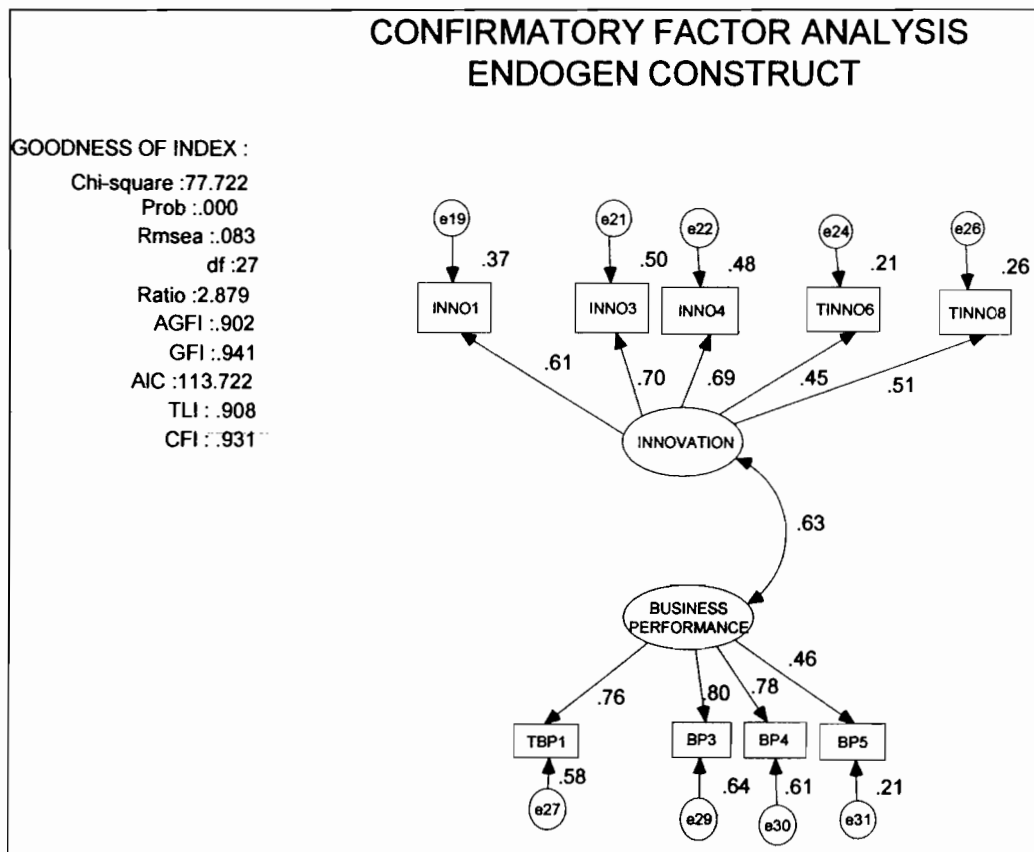 CONFIRMATORY FACTOR ANALYSIS
ENDOGEN CONSTRUCT
GOODNESS OF INDEX :
Chi-square :77.722
Prob :.000
Rmsea :.083
df :27
Ratio :2.879
AGFI :.902
GFI :.941
AIC :113.722
TLI : .908
CFI : .931
e19 e21 e22 e24 e26
.37 .50 .48 .21 .26
INNO1 INNO3 INNO4 TINNO6 TINNO8
.61 .70 .69 .45 .51
INNOVATION
.63
BUSINESS
PERFORMANCE
.76 .80 .78 .46
TBP1 BP3 BP4 BP5
.58 .64 .61 .21
e27 e29 e30 e31